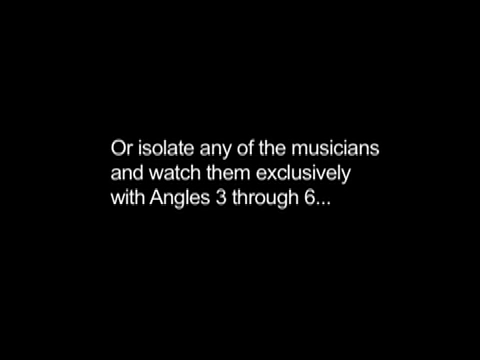 Or isolate any of the musicians
and watch them exclusively
with Angles 3 through 6...